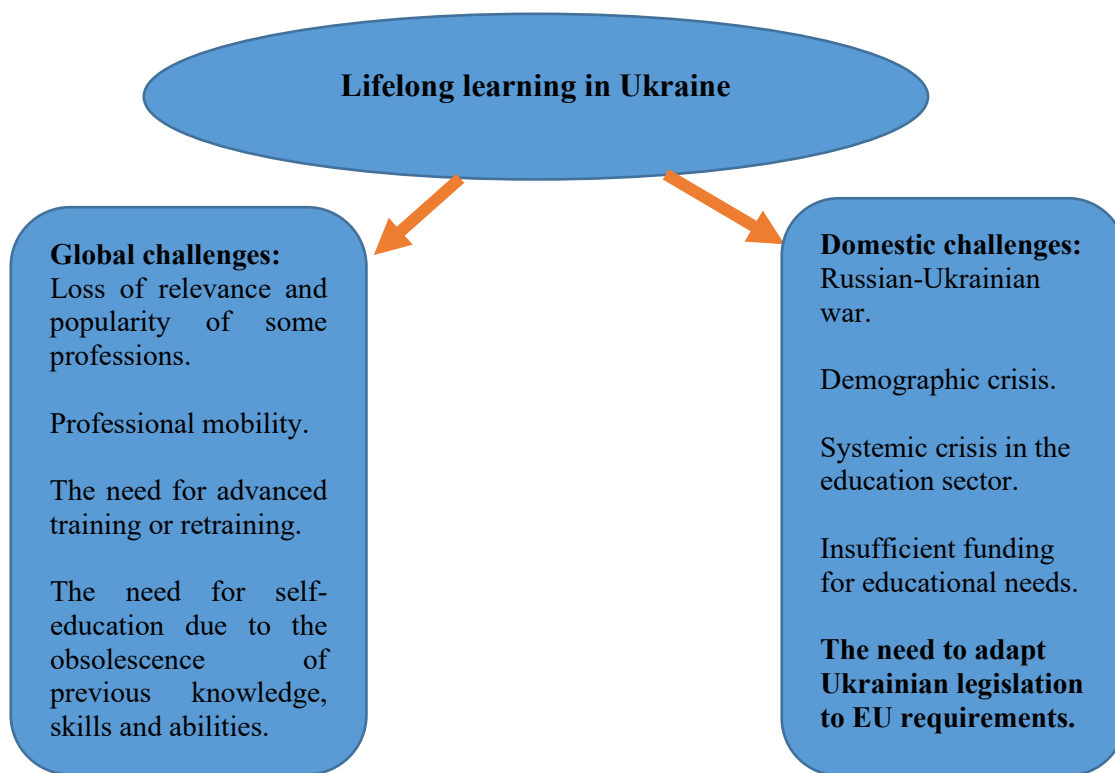 Lifelong learning in Ukraine
Global challenges:
Loss of relevance and
popularity of some
professions.
Professional mobility.
The need for advanced
training or retraining.
The need for self-
education due to the
obsolescence of
previous knowledge,
skills and abilities.
Domestic challenges:
Russian-Ukrainian
war.
Demographic crisis.
Systemic crisis in the
education sector.
Insufficient funding
for educational needs.
The need to adapt
Ukrainian legislation
to EU requirements.